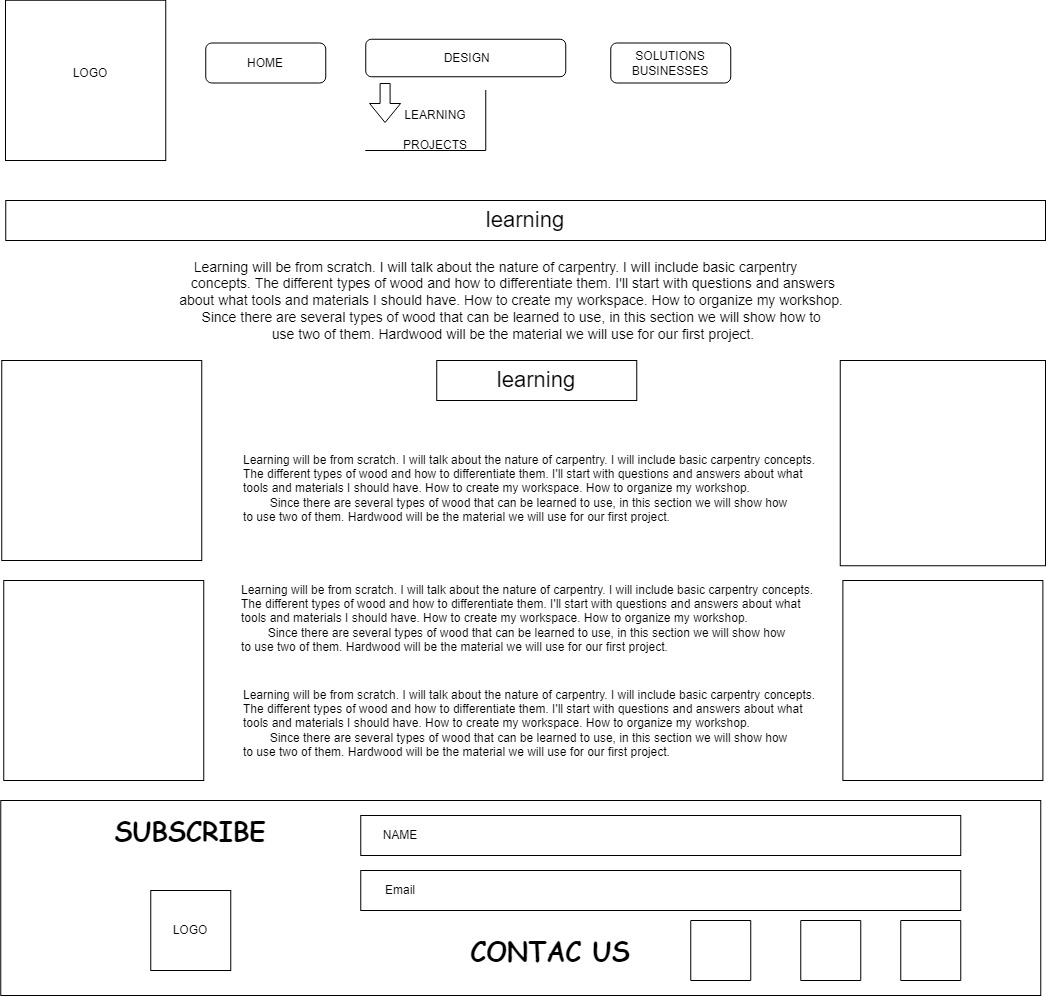 LOGO
HOME
DESIGN
SOLUTIONS
BUSINESSES
LEARNING
PROJECTS
learning
Learning will be from scratch. I will talk about the nature of carpentry. I will include basic carpentry
concepts. The different types of wood and how to differentiate them. I'll start with questions and answers
about what tools and materials I should have. How to create my workspace. How to organize my workshop.
Since there are several types of wood that can be learned to use, in this section we will show how to
use two of them. Hardwood will be the material we will use for our first project.
learning
Learning will be from scratch. I will talk about the nature of carpentry. I will include basic carpentry concepts.
The different types of wood and how to differentiate them. I'll start with questions and answers about what
tools and materials I should have. How to create my workspace. How to organize my workshop.
Since there are several types of wood that can be learned to use, in this section we will show how
to use two of them. Hardwood will be the material we will use for our first project.
Learning will be from scratch. I will talk about the nature of carpentry. I will include basic carpentry concepts.
The different types of wood and how to differentiate them. I'll start with questions and answers about what
tools and materials I should have. How to create my workspace. How to organize my workshop.
Since there are several types of wood that can be learned to use, in this section we will show how
to use two of them. Hardwood will be the material we will use for our first project.
Learning will be from scratch. I will talk about the nature of carpentry. I will include basic carpentry concepts.
The different types of wood and how to differentiate them. I'll start with questions and answers about what
tools and materials I should have. How to create my workspace. How to organize my workshop.
Since there are several types of wood that can be learned to use, in this section we will show how
to use two of them. Hardwood will be the material we will use for our first project.
SUBSCRIBE
NAME
Email
LOGO
CONTAC US